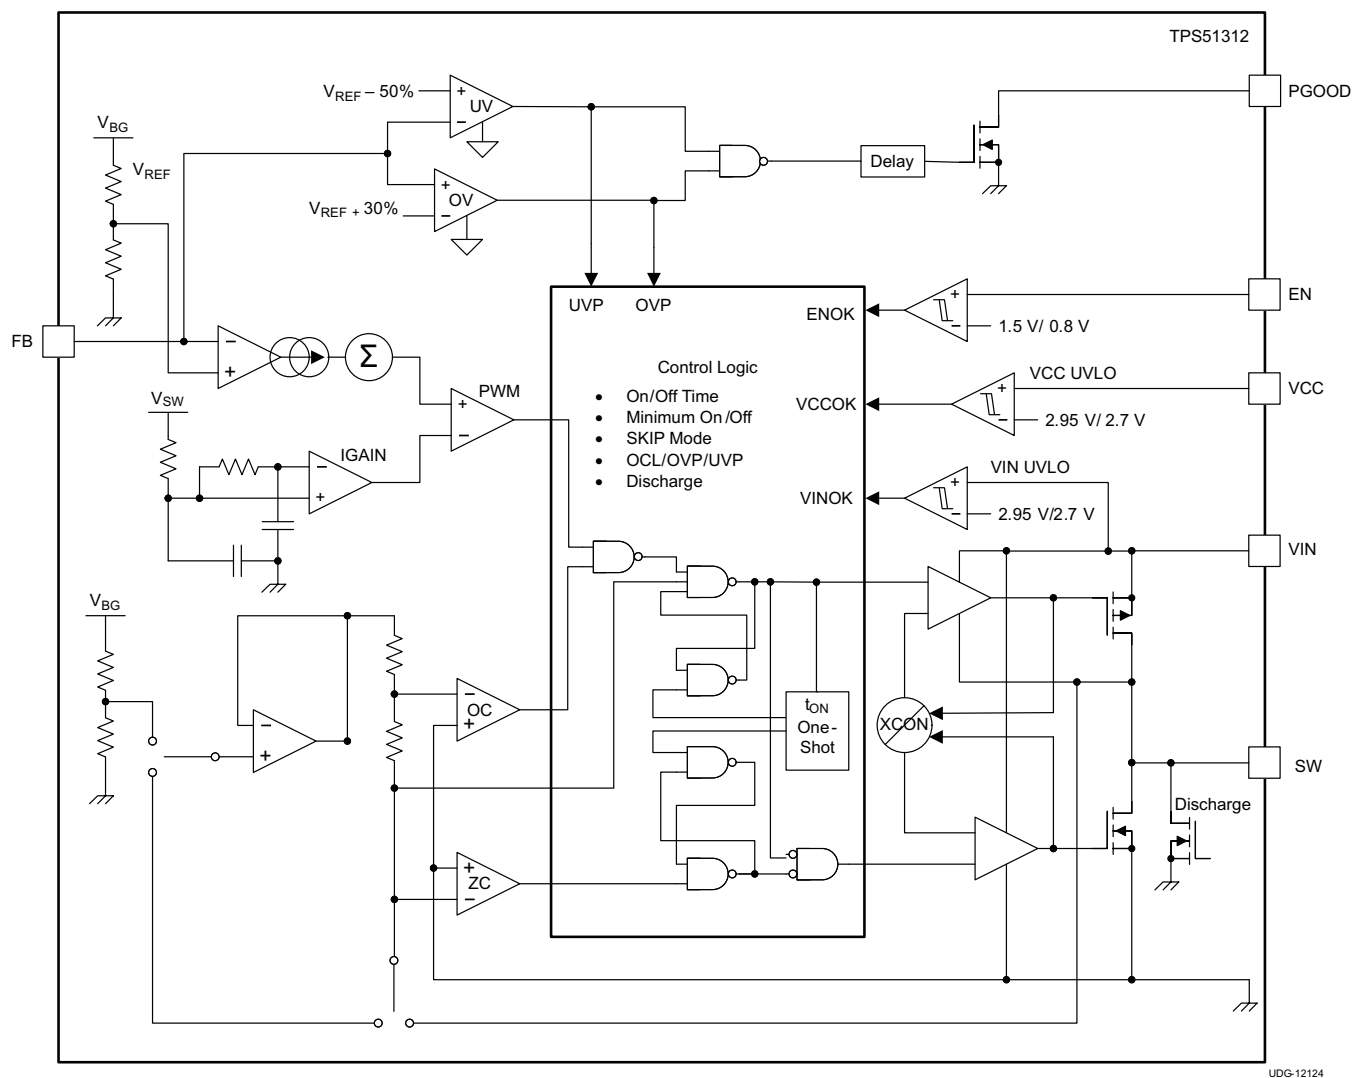 TPS51312
PGOOD
V_REF – 50%
+
UV
−
V_BG
V_REF
Delay
+
OV
−
V_REF + 30%
UVP
OVP
EN
ENOK
+
−
1.5 V/ 0.8 V
FB
−
+
Σ
Control Logic
• On/Off Time
• Minimum On/Off
• SKIP Mode
• OCL/OVP/UVP
• Discharge
VCC UVLO
VCC
VCCOK
+
−
2.95 V/ 2.7 V
PWM
+
−
V_SW
IGAIN
−
+
VIN UVLO
VINOK
+
−
2.95 V/2.7 V
VIN
V_BG
−
+
−
OC
+
t_ON
One-
Shot
XCON
SW
Discharge
+
ZC
−
UDG-12124